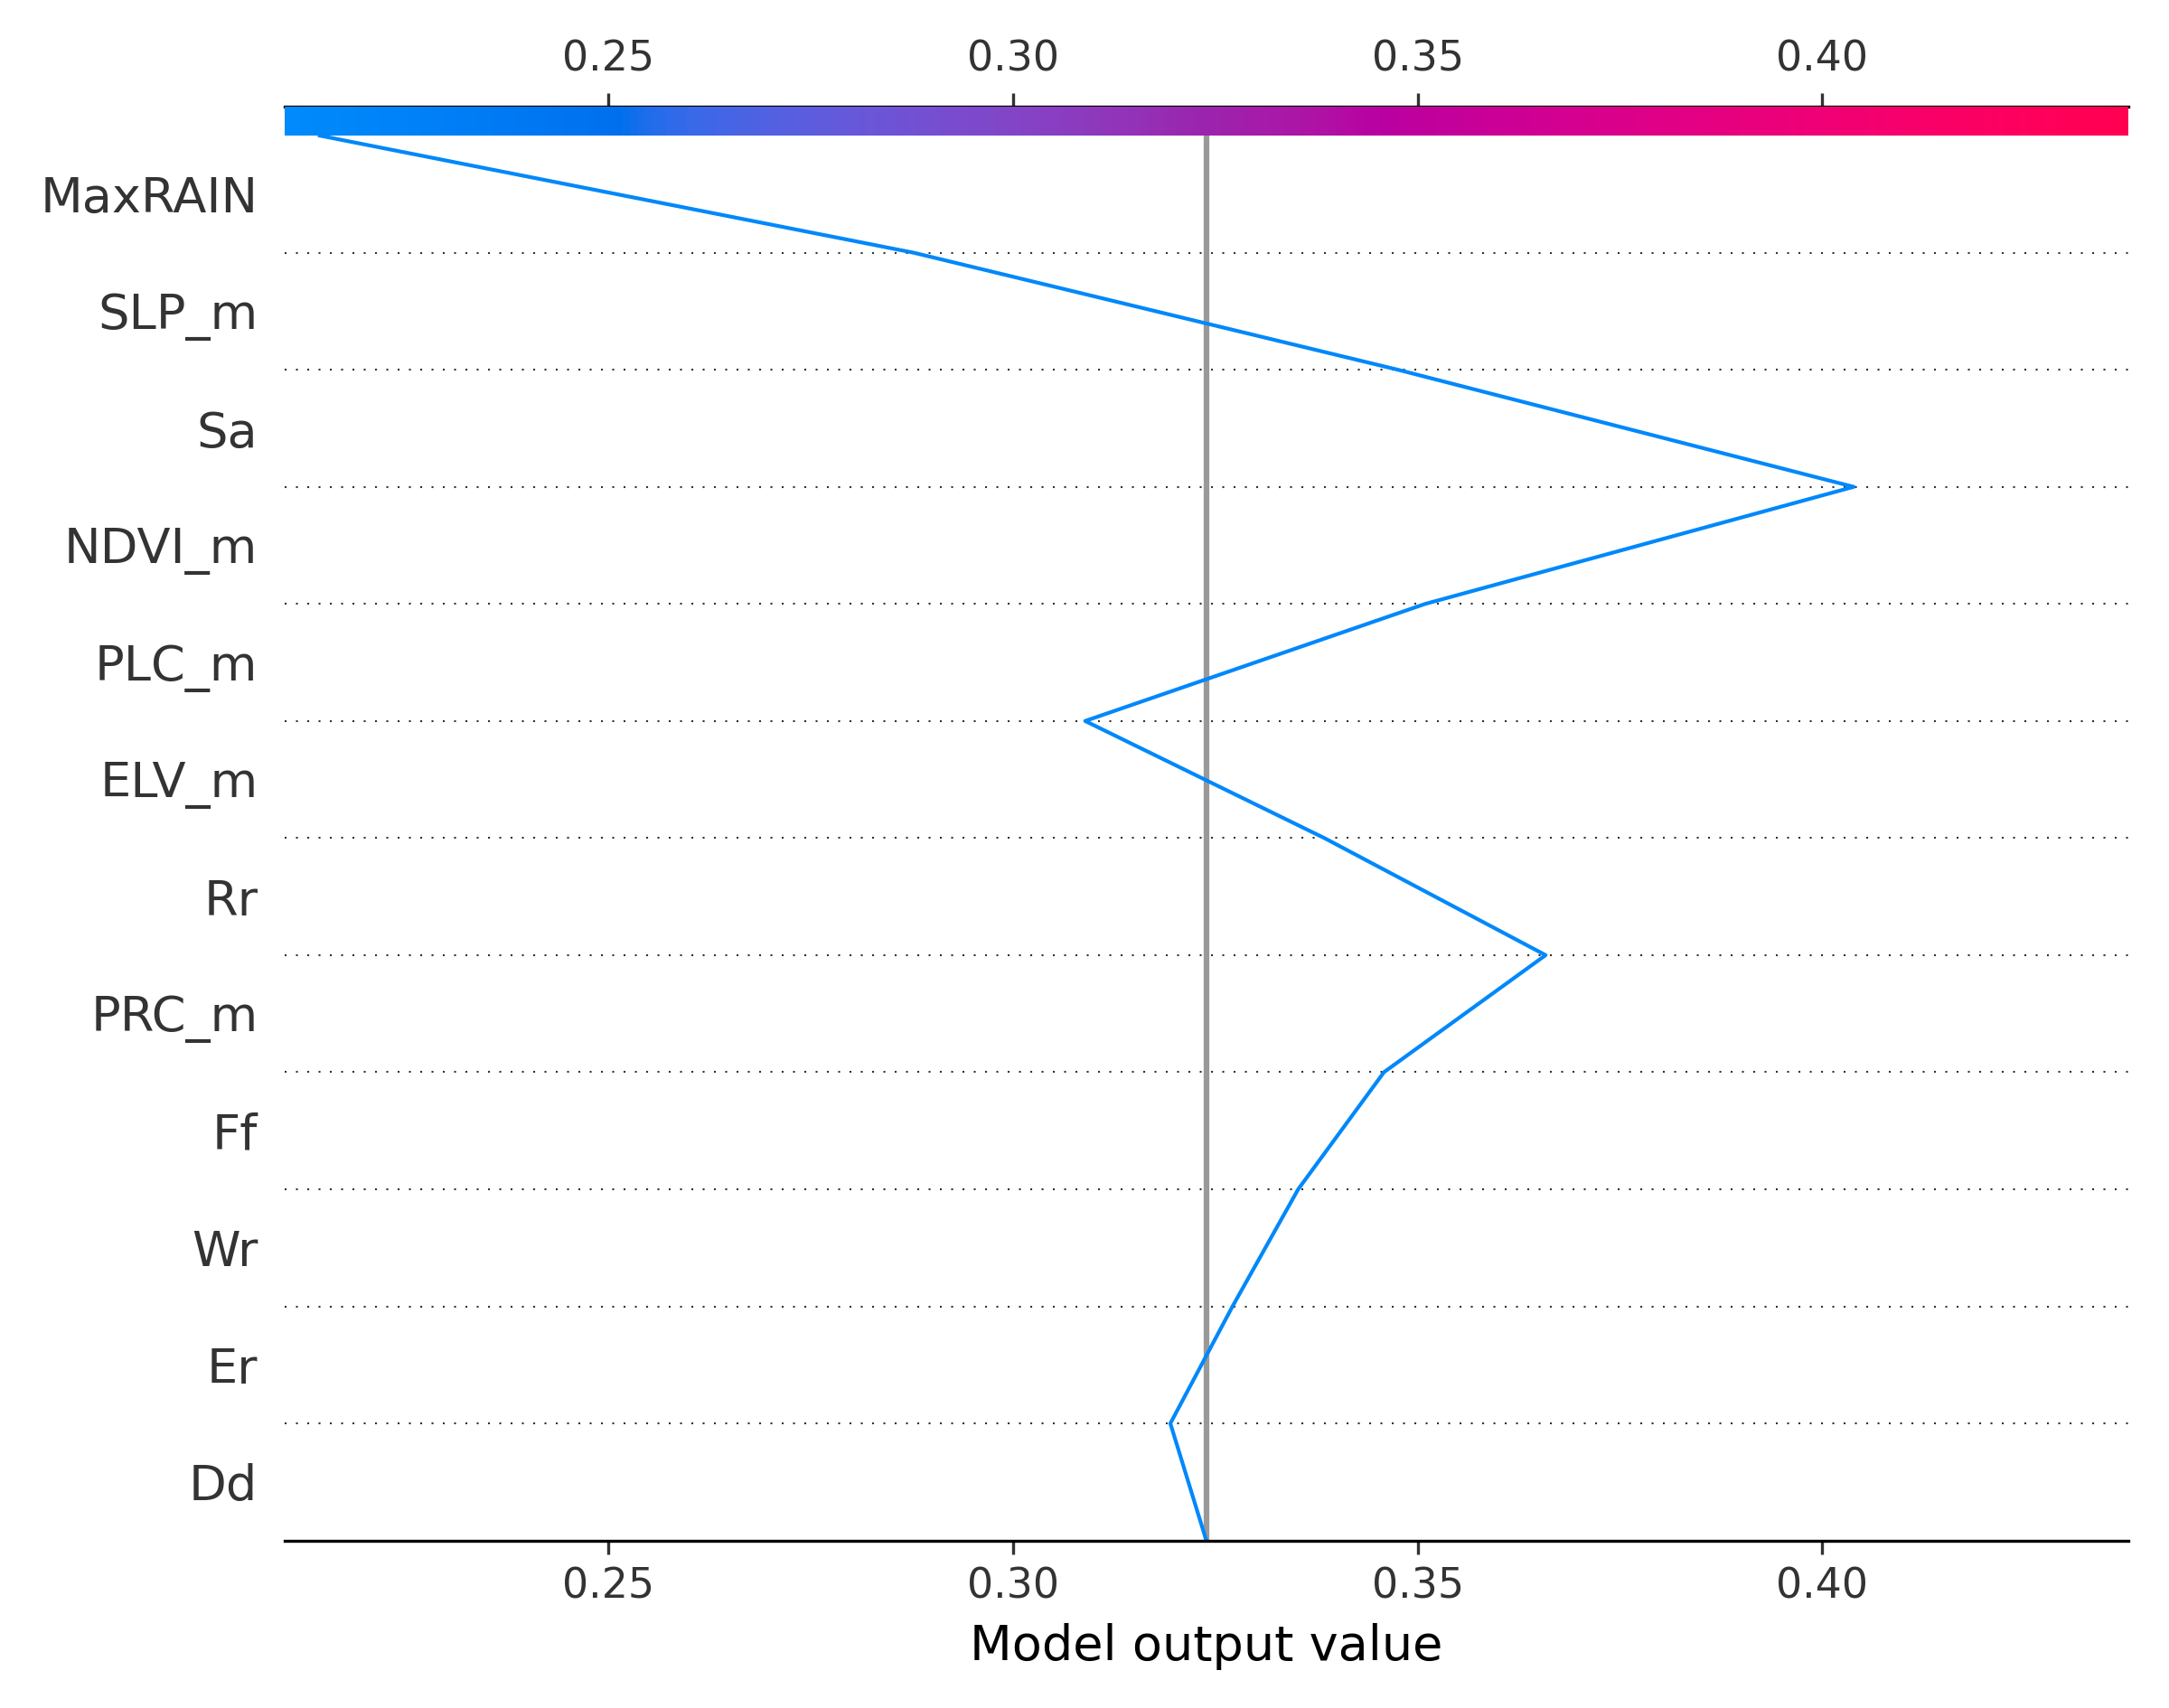 0.25 0.30 0.35 0.40
MaxRAIN
SLP_m
Sa
NDVI_m
PLC_m
ELV_m
Rr
PRC_m
Ff
Wr
Er
Dd
0.25 0.30 0.35 0.40
Model output value